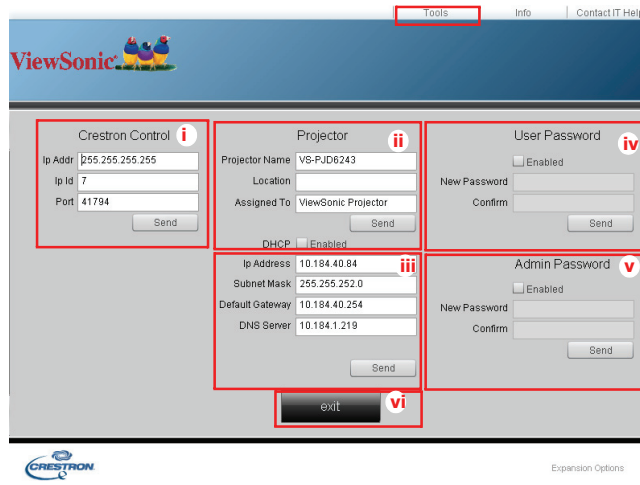 Tools Info Contact IT Help
ViewSonic
Crestron Control i
Ip Addr 255.255.255.255
Ip Id 7
Port 41794
Send
Projector ii
Projector Name VS-PJD6243
Location
Assigned To ViewSonic Projector
Send
DHCP Enabled
iii
Ip Address 10.184.40.84
Subnet Mask 255.255.252.0
Default Gateway 10.184.40.254
DNS Server 10.184.1.219
Send
User Password iv
Enabled
New Password
Confirm
Send
Admin Password v
Enabled
New Password
Confirm
Send
exit vi
CRESTRON
Expansion Options